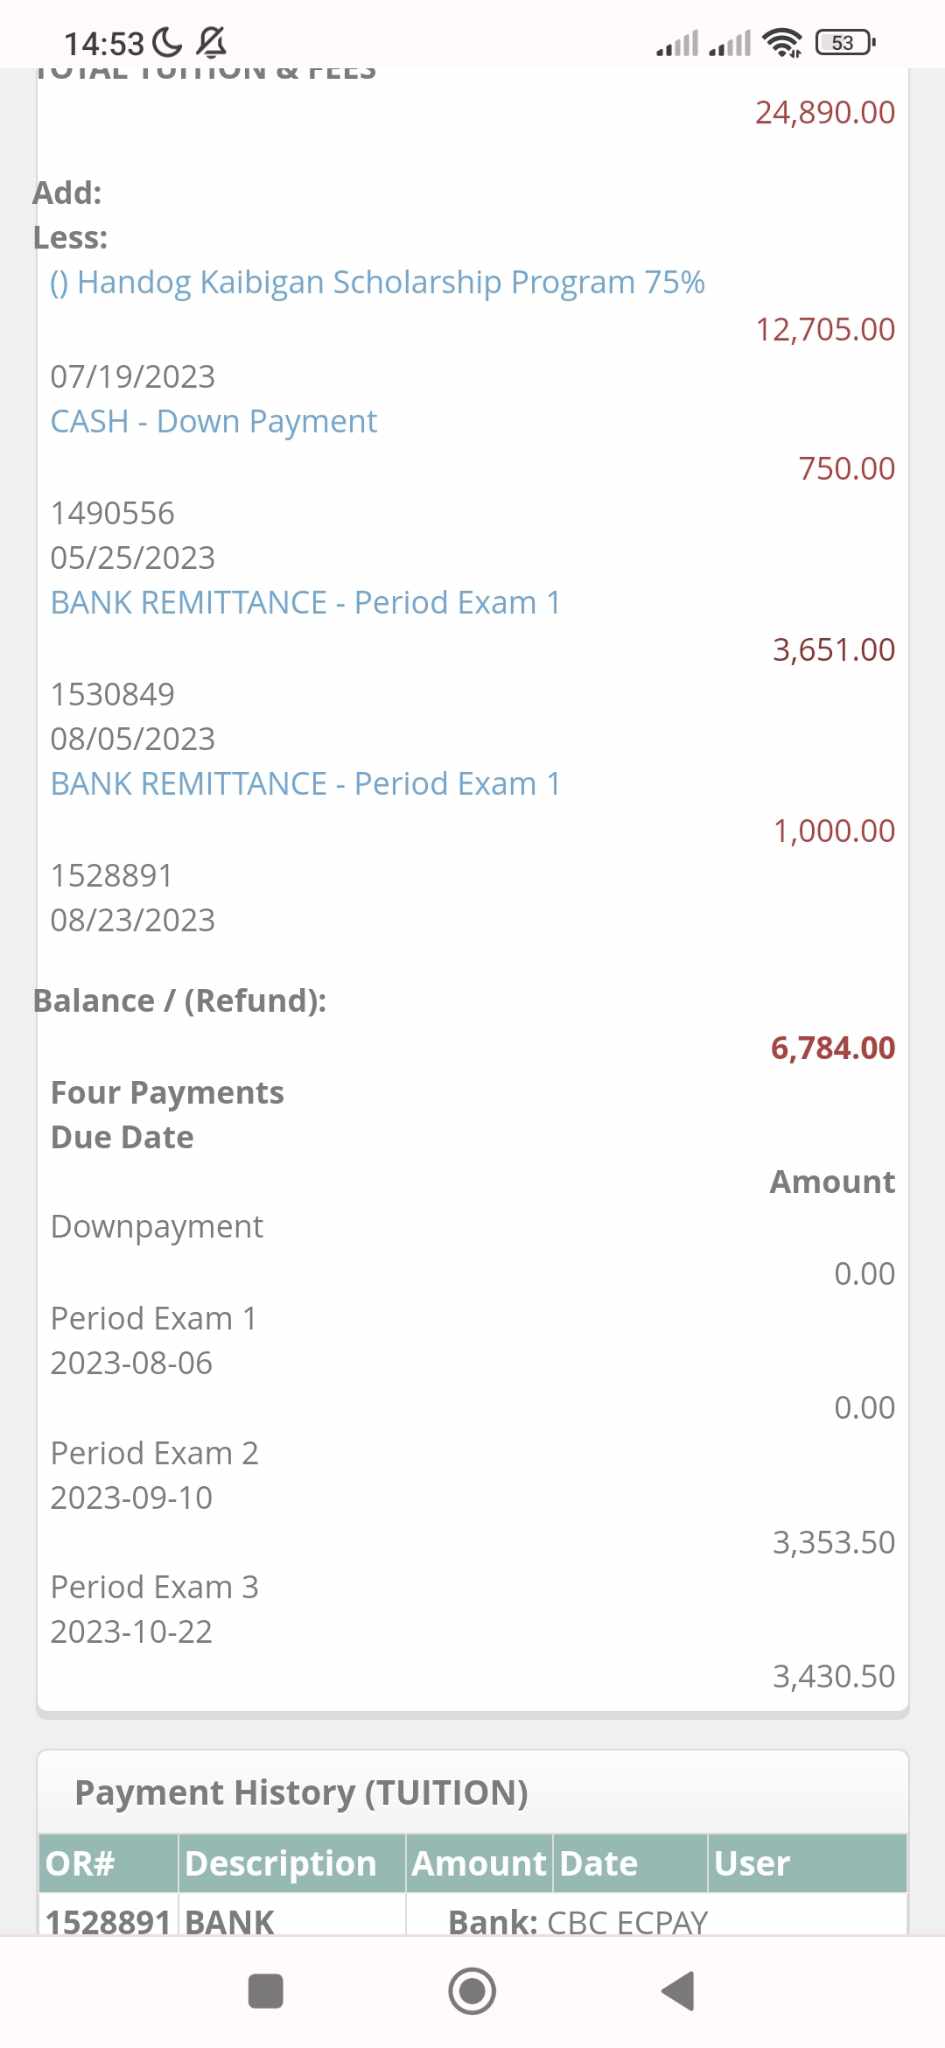 14:53
53
TOTAL TUITION & FEES
24,890.00
Add:
Less:
() Handog Kaibigan Scholarship Program 75%
12,705.00
07/19/2023
CASH - Down Payment
750.00
1490556
05/25/2023
BANK REMITTANCE - Period Exam 1
3,651.00
1530849
08/05/2023
BANK REMITTANCE - Period Exam 1
1,000.00
1528891
08/23/2023
Balance / (Refund):
6,784.00
Four Payments
Due Date
Amount
Downpayment
0.00
Period Exam 1
2023-08-06
0.00
Period Exam 2
2023-09-10
3,353.50
Period Exam 3
2023-10-22
3,430.50
Payment History (TUITION)
OR# Description Amount Date User
1528891 BANK Bank: CBC ECPAY